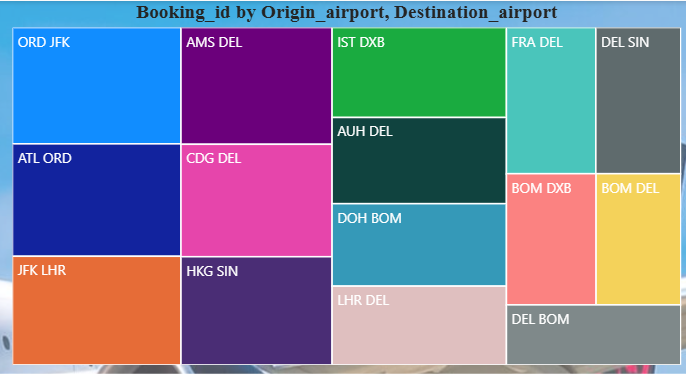 Booking_id by Origin_airport, Destination_airport
ORD JFK
ATL ORD
JFK LHR
AMS DEL
CDG DEL
HKG SIN
IST DXB
AUH DEL
DOH BOM
LHR DEL
FRA DEL
DEL SIN
BOM DXB
BOM DEL
DEL BOM